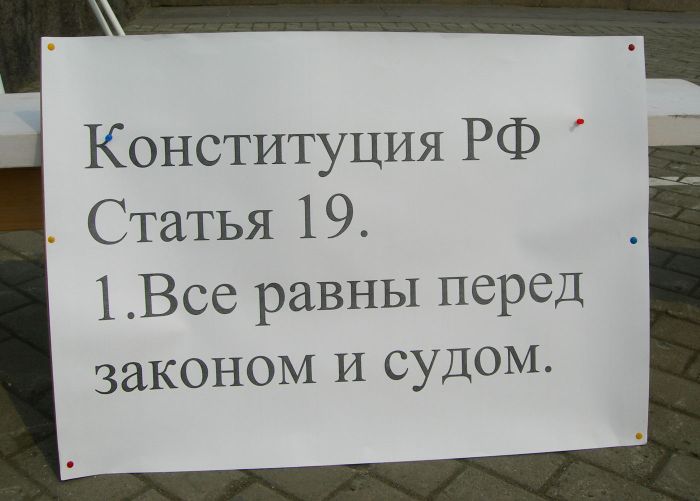 Конституция РФ
Статья 19.
1.Все равны перед
законом и судом.